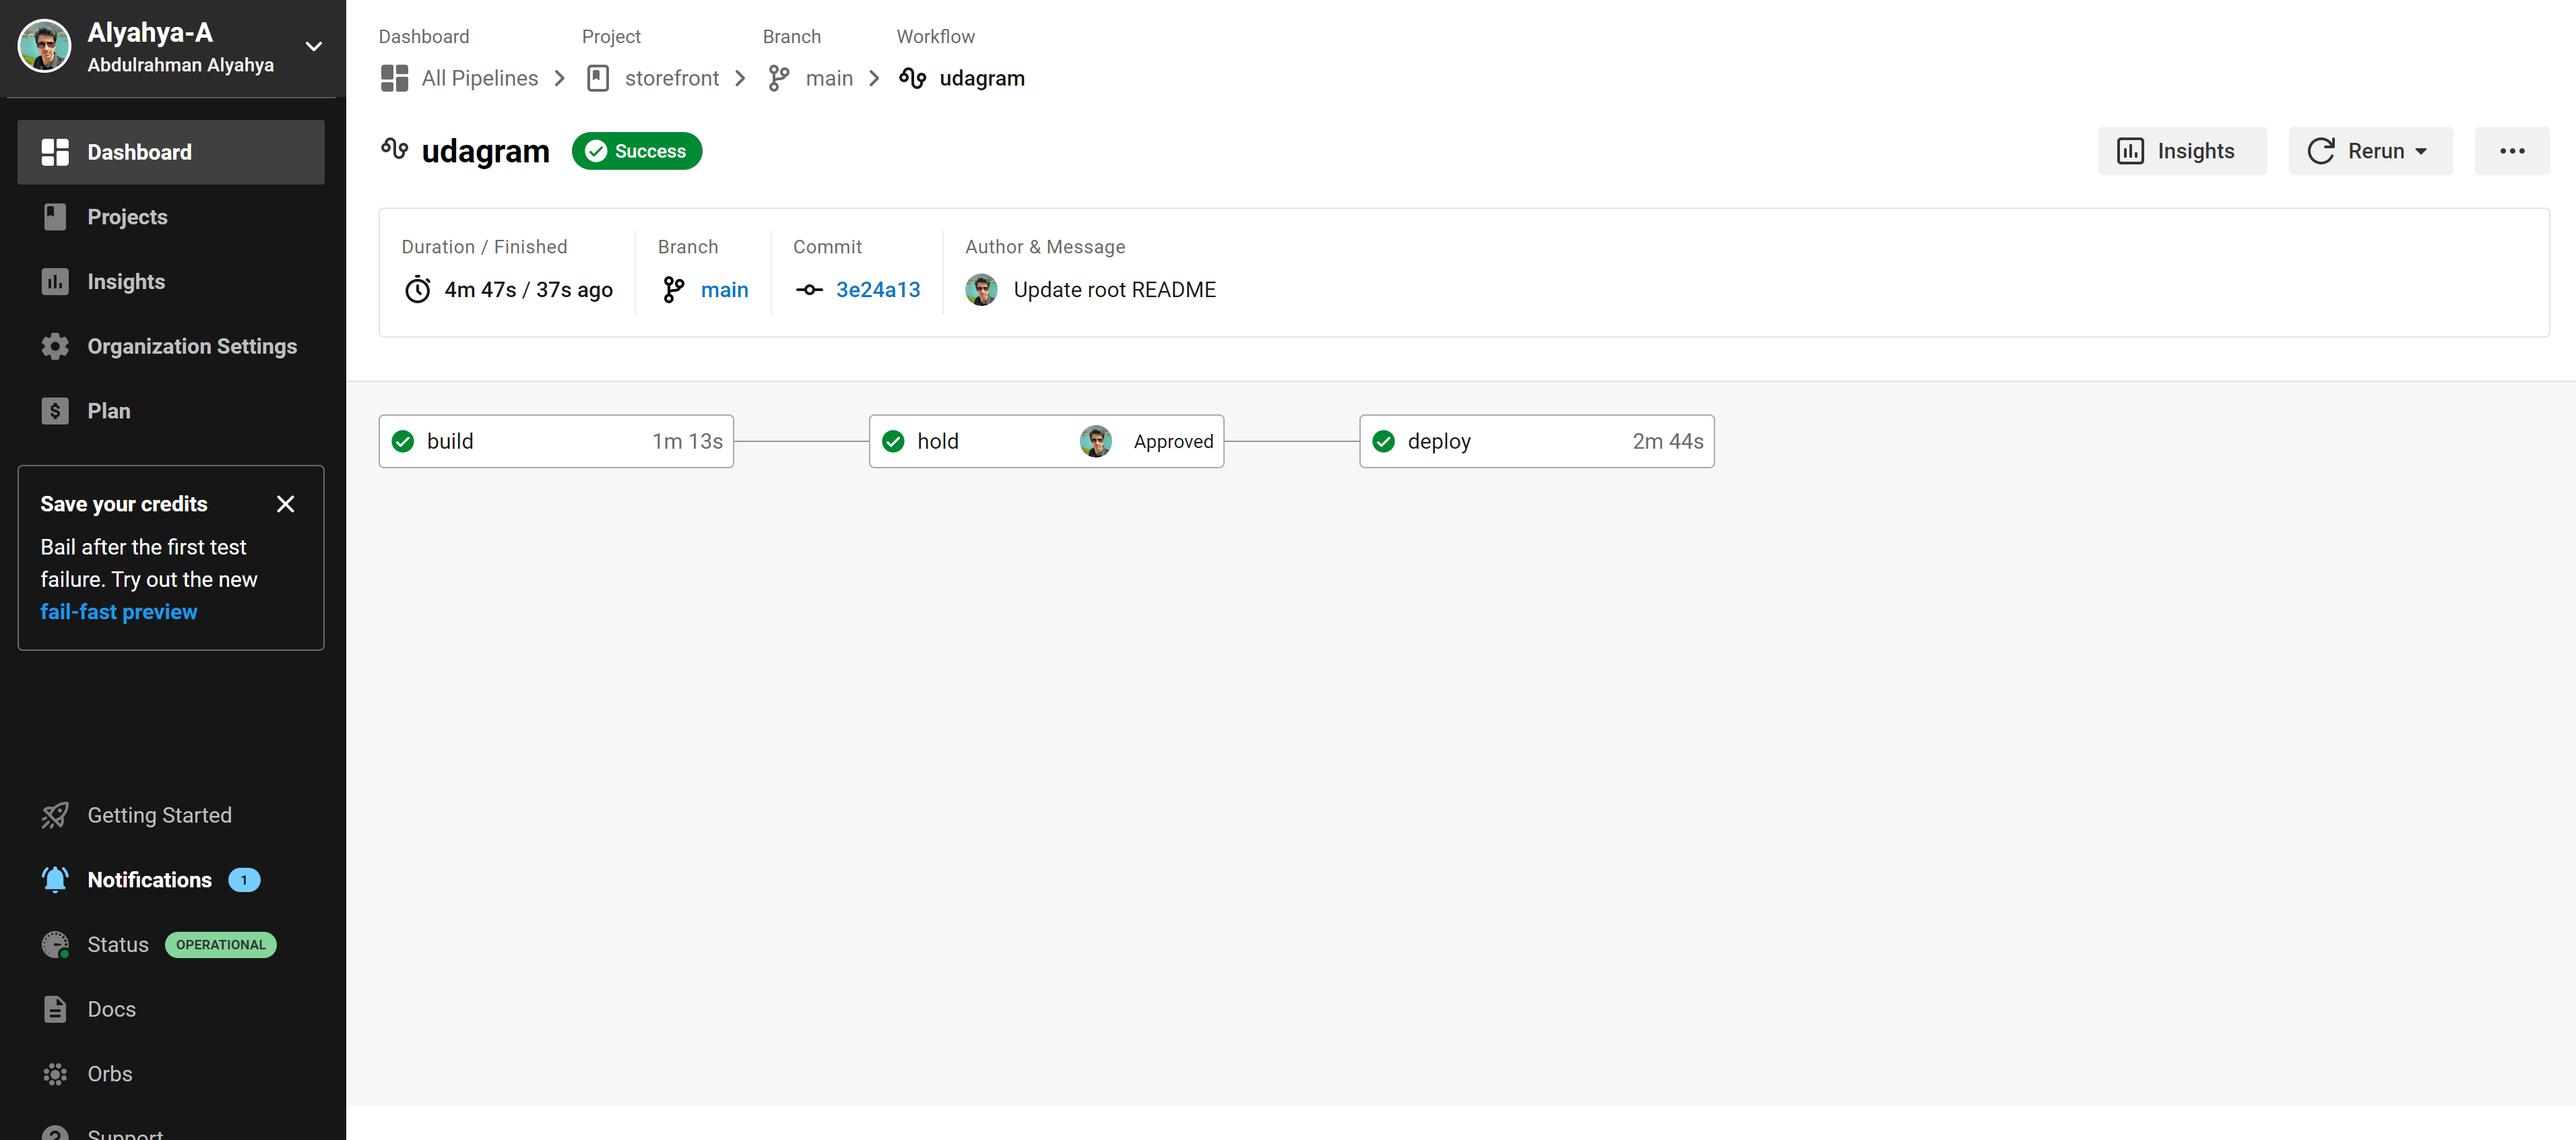 Alyahya-A
Abdulrahman Alyahya
Dashboard
Projects
Insights
Organization Settings
Plan
Save your credits
Bail after the first test
failure. Try out the new
fail-fast preview
Getting Started
Notifications 1
Status OPERATIONAL
Docs
Orbs
Support
Dashboard Project Branch Workflow
All Pipelines storefront main udagram
udagram Success
Insights Rerun
Duration / Finished Branch Commit Author & Message
4m 47s / 37s ago main 3e24a13 Update root README
build 1m 13s hold Approved deploy 2m 44s